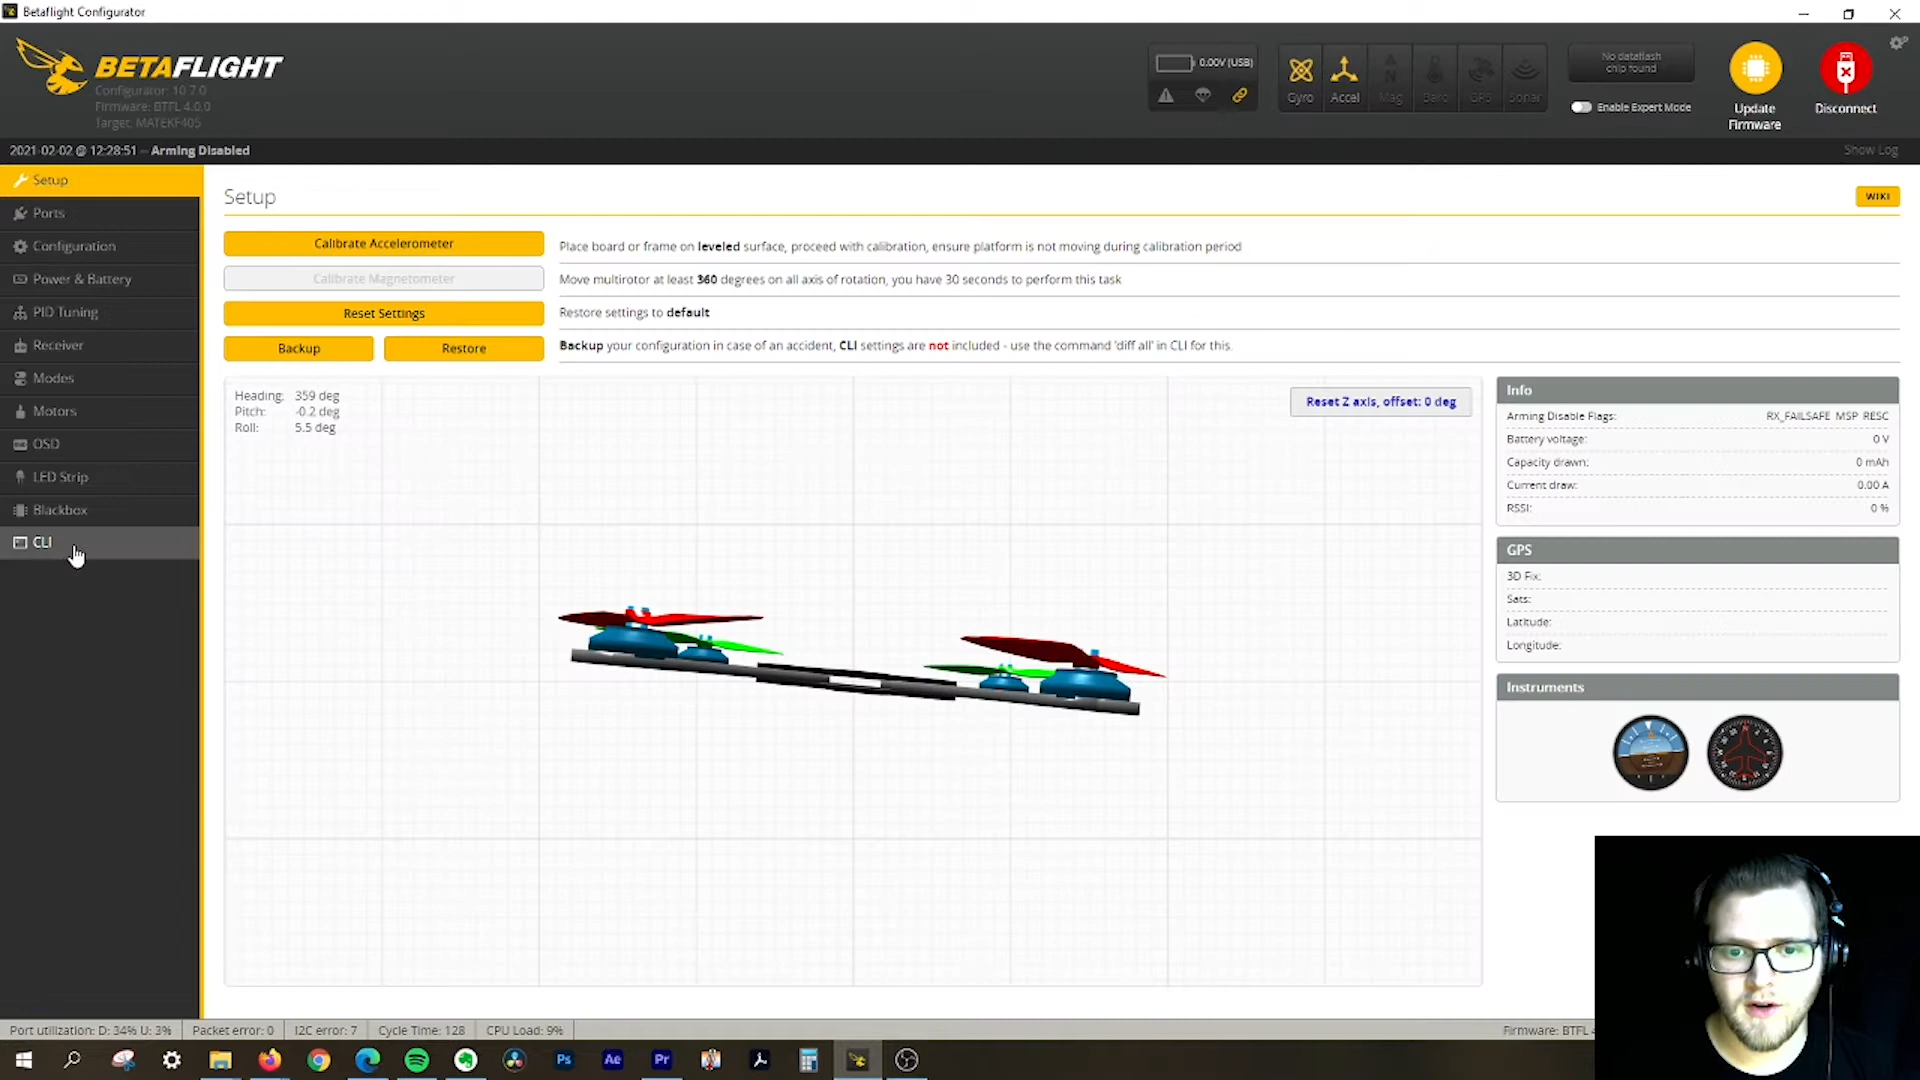 Betaflight Configurator
BETAFLIGHT
Configurator: 10.7.0
Firmware: BTFL 4.0.0
Target: MATEKF405
0.00V (USB)
Gyro
Accel
Mag
Baro
GPS
Sonar
No dataflash
chip found
Enable Expert Mode
Update
Firmware
Disconnect
2021-02-02 @ 12:28:51 -- Arming Disabled
Show Log
Setup
Ports
Configuration
Power & Battery
PID Tuning
Receiver
Modes
Motors
OSD
LED Strip
Blackbox
CLI
Setup
WIKI
Calibrate Accelerometer
Place board or frame on leveled surface, proceed with calibration, ensure platform is not moving during calibration period
Calibrate Magnetometer
Move multirotor at least 360 degrees on all axis of rotation, you have 30 seconds to perform this task
Reset Settings
Restore settings to default
Backup
Restore
Backup your configuration in case of an accident, CLI settings are not included - use the command 'diff all' in CLI for this.
Heading: 359 deg
Pitch: -0.2 deg
Roll: 5.5 deg
Reset Z axis, offset: 0 deg
Info
Arming Disable Flags: RX_FAILSAFE MSP RESC
Battery voltage: 0 V
Capacity drawn: 0 mAh
Current draw: 0.00 A
RSSI: 0 %
GPS
3D Fix:
Sats:
Latitude:
Longitude:
Instruments
Port utilization: D: 34% U: 3%
Packet error: 0
I2C error: 7
Cycle Time: 128
CPU Load: 9%
Firmware: BTFL
Ps
Ae
Pr